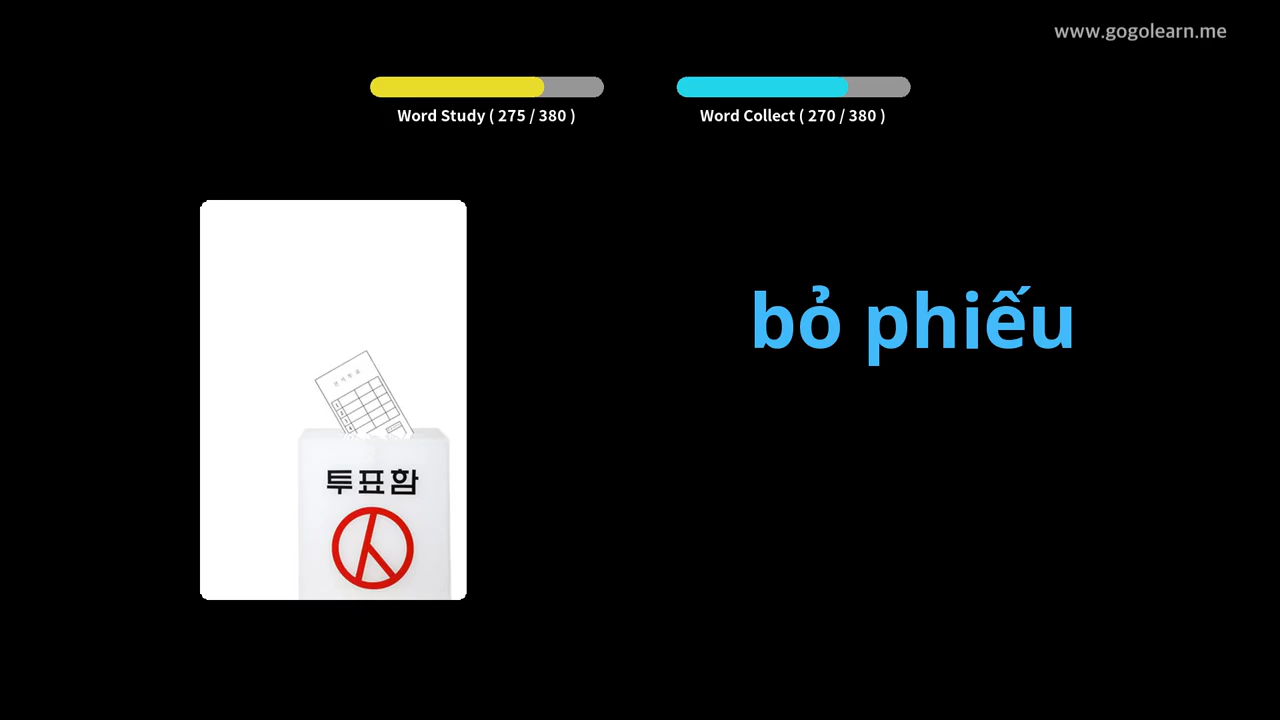 www.gogolearn.me
Word Study ( 275 / 380 )
Word Collect ( 270 / 380 )
bỏ phiếu
투표함